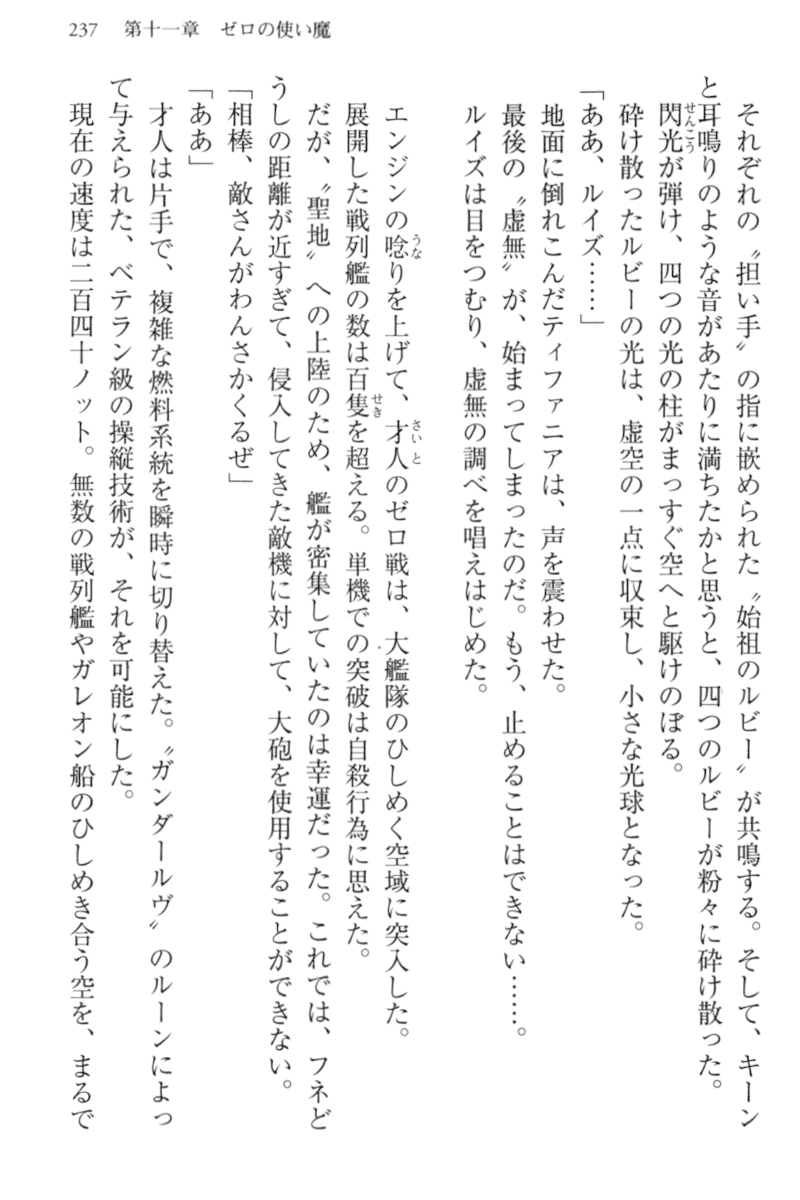 237　第十一章　ゼロの使い魔
　それぞれの〝担い手〟の指に嵌められた〝始祖のルビー〟が共鳴する。そして、キーン
と耳鳴りのような音があたりに満ちたかと思うと、四つのルビーが粉々に砕け散った。
　閃光が弾け、四つの光の柱がまっすぐ空へと駆けのぼる。
　砕け散ったルビーの光は、虚空の一点に収束し、小さな光球となった。
「ああ、ルイズ……」
　地面に倒れこんだティファニアは、声を震わせた。
　最後の〝虚無〟が、始まってしまったのだ。もう、止めることはできない……。
　ルイズは目をつむり、虚無の調べを唱えはじめた。

　エンジンの唸りを上げて、才人のゼロ戦は、大艦隊のひしめく空域に突入した。
　展開した戦列艦の数は百隻を超える。単機での突破は自殺行為に思えた。
　だが、〝聖地〟への上陸のため、艦が密集していたのは幸運だった。これでは、フネど
うしの距離が近すぎて、侵入してきた敵機に対して、大砲を使用することができない。
「相棒、敵さんがわんさかくるぜ」
「ああ」
　才人は片手で、複雑な燃料系統を瞬時に切り替えた。〝ガンダールヴ〟のルーンによっ
て与えられた、ベテラン級の操縦技術が、それを可能にした。
　現在の速度は二百四十ノット。無数の戦列艦やガレオン船のひしめき合う空を、まるで